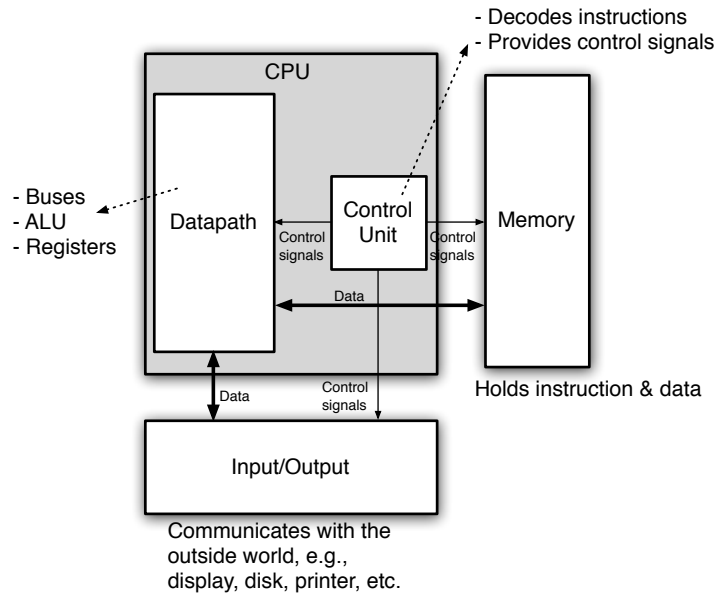 - Decodes instructions
- Provides control signals
CPU
- Buses
- ALU
- Registers
Datapath
Control
Unit
Memory
Control
signals
Control
signals
Data
Holds instruction & data
Data
Control
signals
Input/Output
Communicates with the
outside world, e.g.,
display, disk, printer, etc.